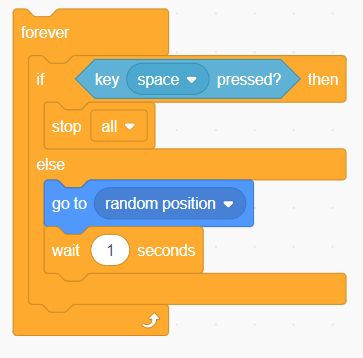 forever
if key space pressed? then
stop all
else
go to random position
wait 1 seconds